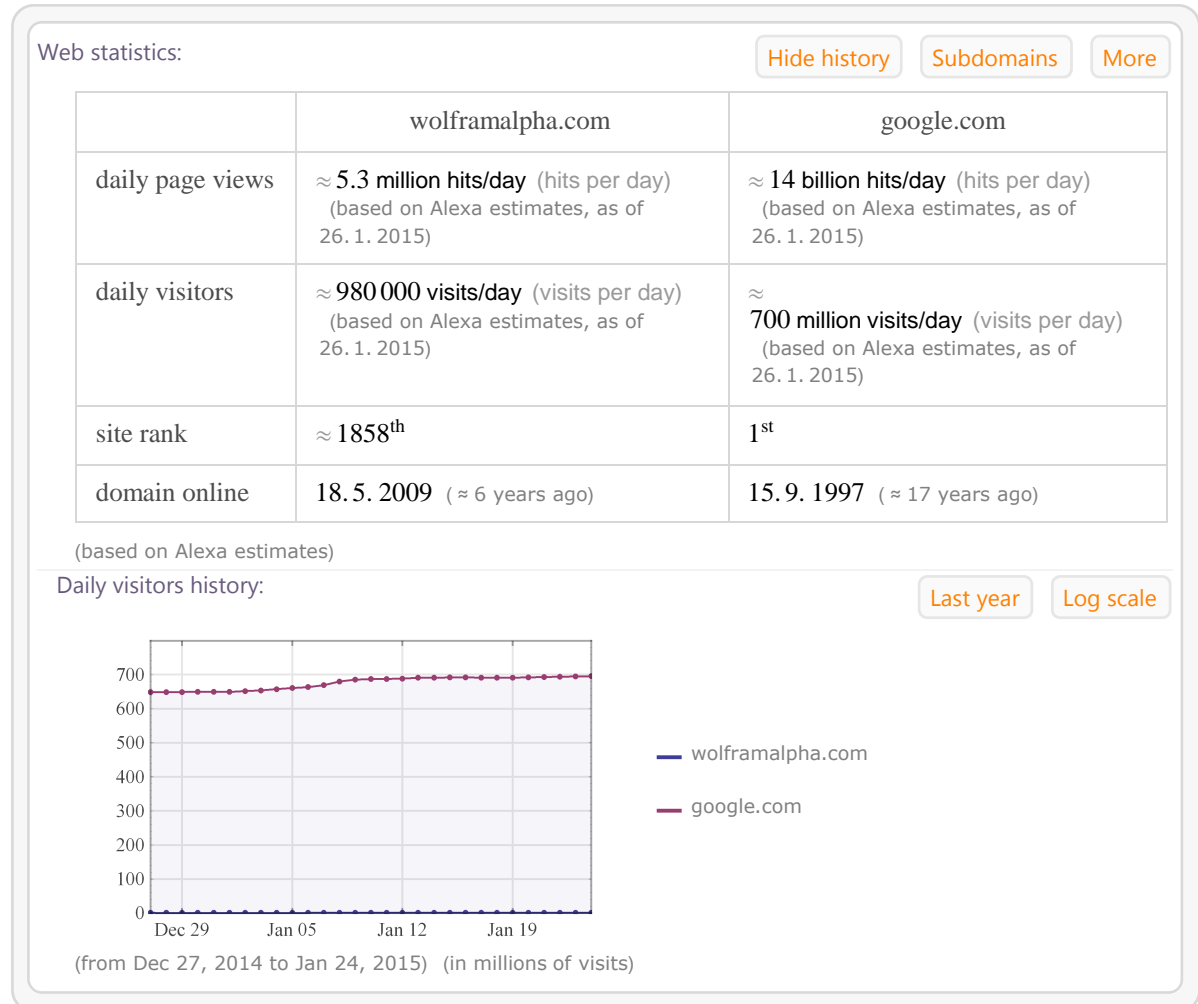 Web statistics:
Hide history
Subdomains
More
wolframalpha.com
google.com
daily page views
≈ 5.3 million hits/day (hits per day)
(based on Alexa estimates, as of
26. 1. 2015)
≈ 14 billion hits/day (hits per day)
(based on Alexa estimates, as of
26. 1. 2015)
daily visitors
≈ 980 000 visits/day (visits per day)
(based on Alexa estimates, as of
26. 1. 2015)
≈
700 million visits/day (visits per day)
(based on Alexa estimates, as of
26. 1. 2015)
site rank
≈ 1858th
1st
domain online
18. 5. 2009 (≈ 6 years ago)
15. 9. 1997 (≈ 17 years ago)
(based on Alexa estimates)
Daily visitors history:
Last year
Log scale
700
600
500
400
300
200
100
0
Dec 29
Jan 05
Jan 12
Jan 19
wolframalpha.com
google.com
(from Dec 27, 2014 to Jan 24, 2015) (in millions of visits)